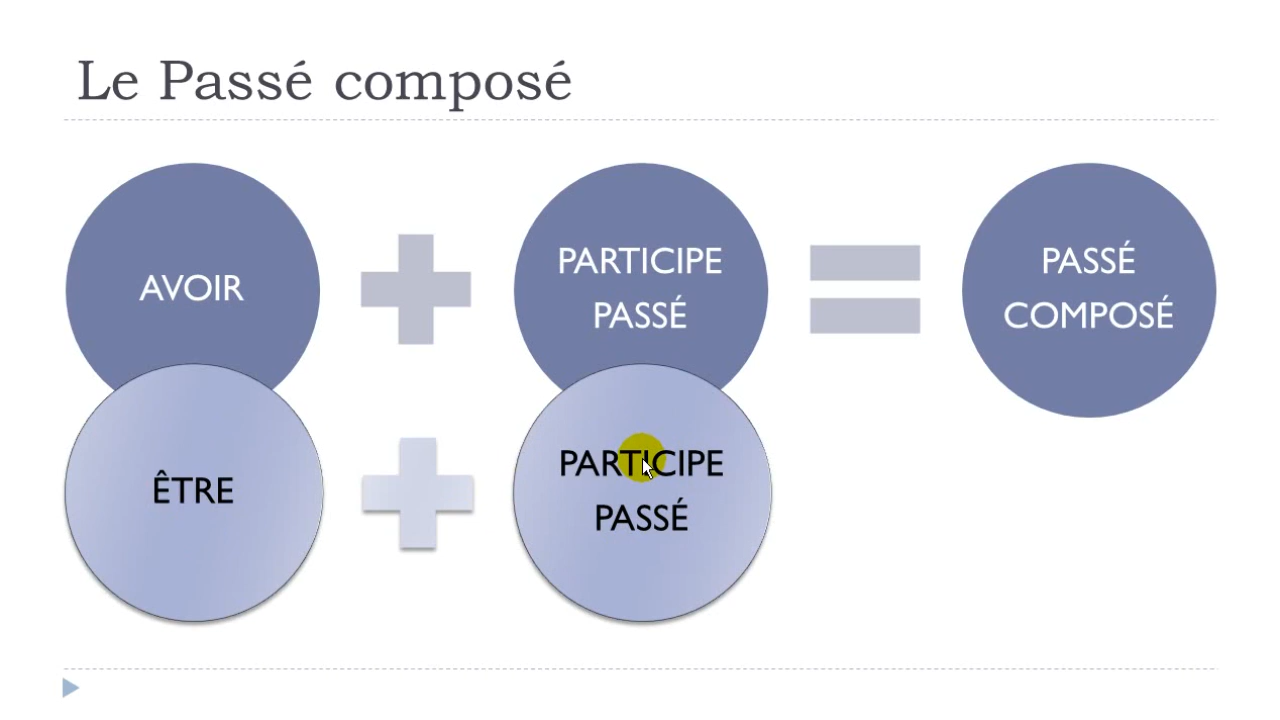 Le Passé composé
AVOIR
PARTICIPE
PASSÉ
PASSÉ
COMPOSÉ
ÊTRE
PARTICIPE
PASSÉ